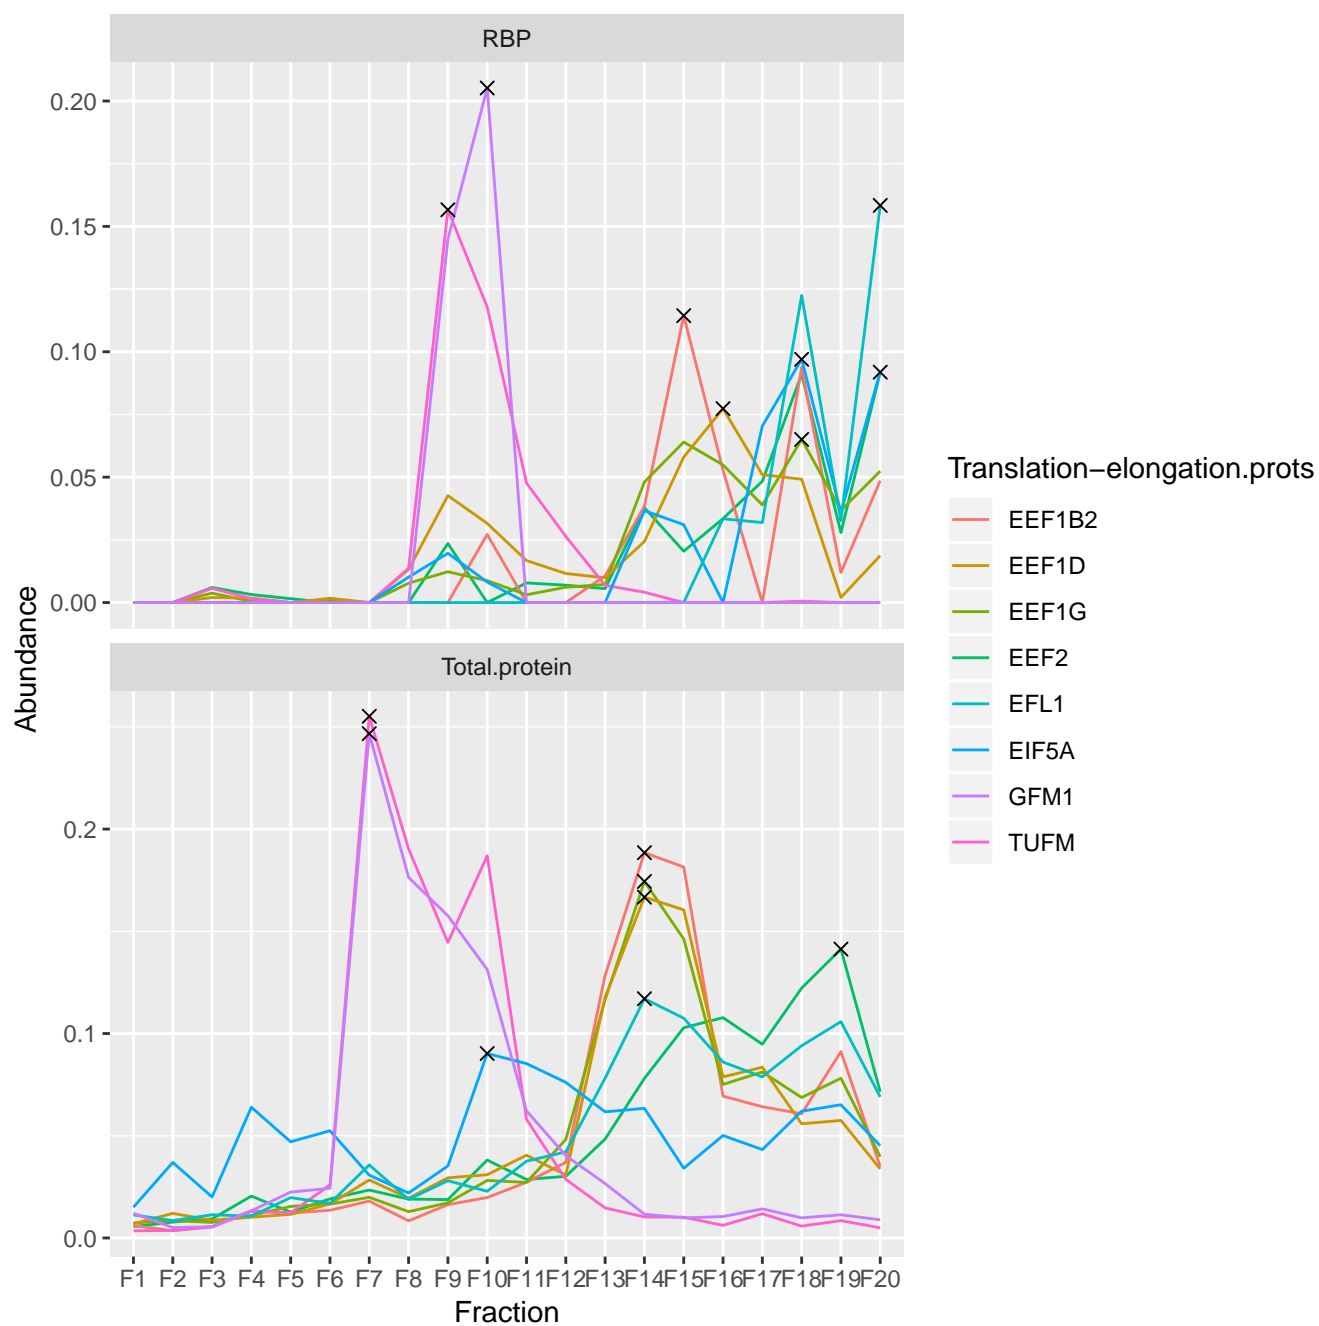 RBP
0.20
0.15
0.10
0.05
0.00
Abundance
Total.protein
0.2
0.1
0.0
F1 F2 F3 F4 F5 F6 F7 F8 F9 F10 F11 F12 F13 F14 F15 F16 F17 F18 F19 F20
Fraction
Translation−elongation.prots
EEF1B2
EEF1D
EEF1G
EEF2
EFL1
EIF5A
GFM1
TUFM